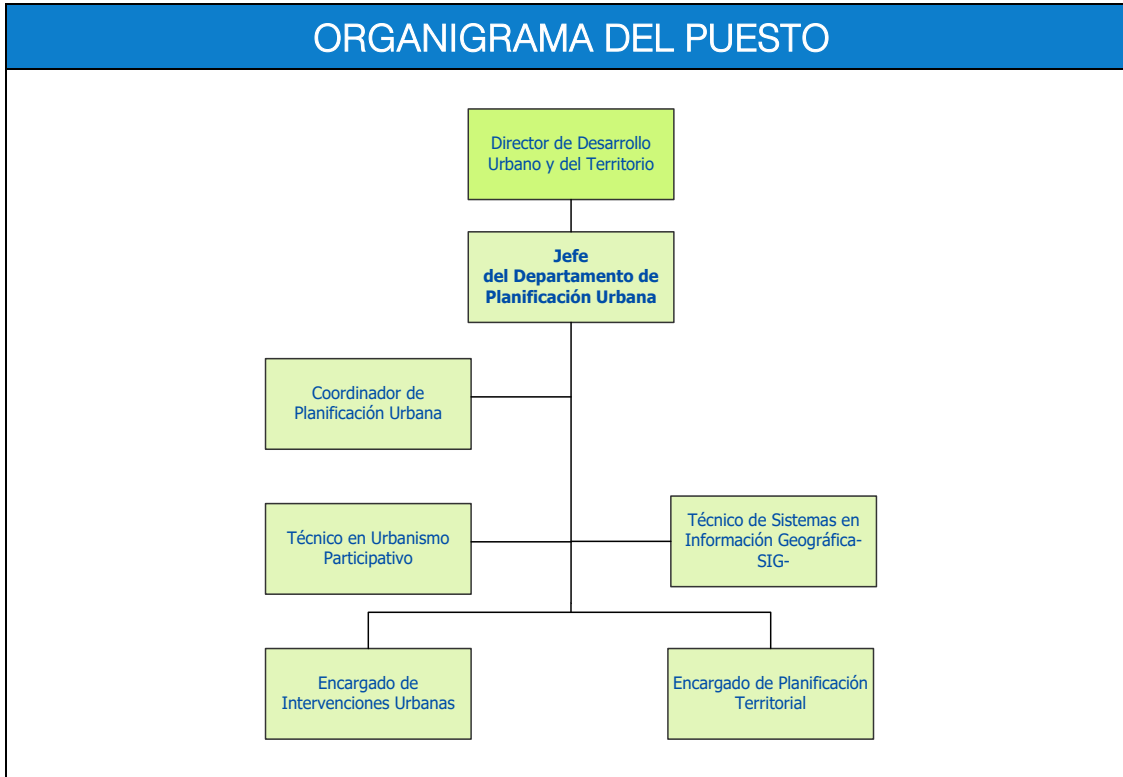 ORGANIGRAMA DEL PUESTO
Director de Desarrollo
Urbano y del Territorio
Jefe
del Departamento de
Planificación Urbana
Coordinador de
Planificación Urbana
Técnico en Urbanismo
Participativo
Técnico de Sistemas en
Información Geográfica-
SIG-
Encargado de
Intervenciones Urbanas
Encargado de Planificación
Territorial